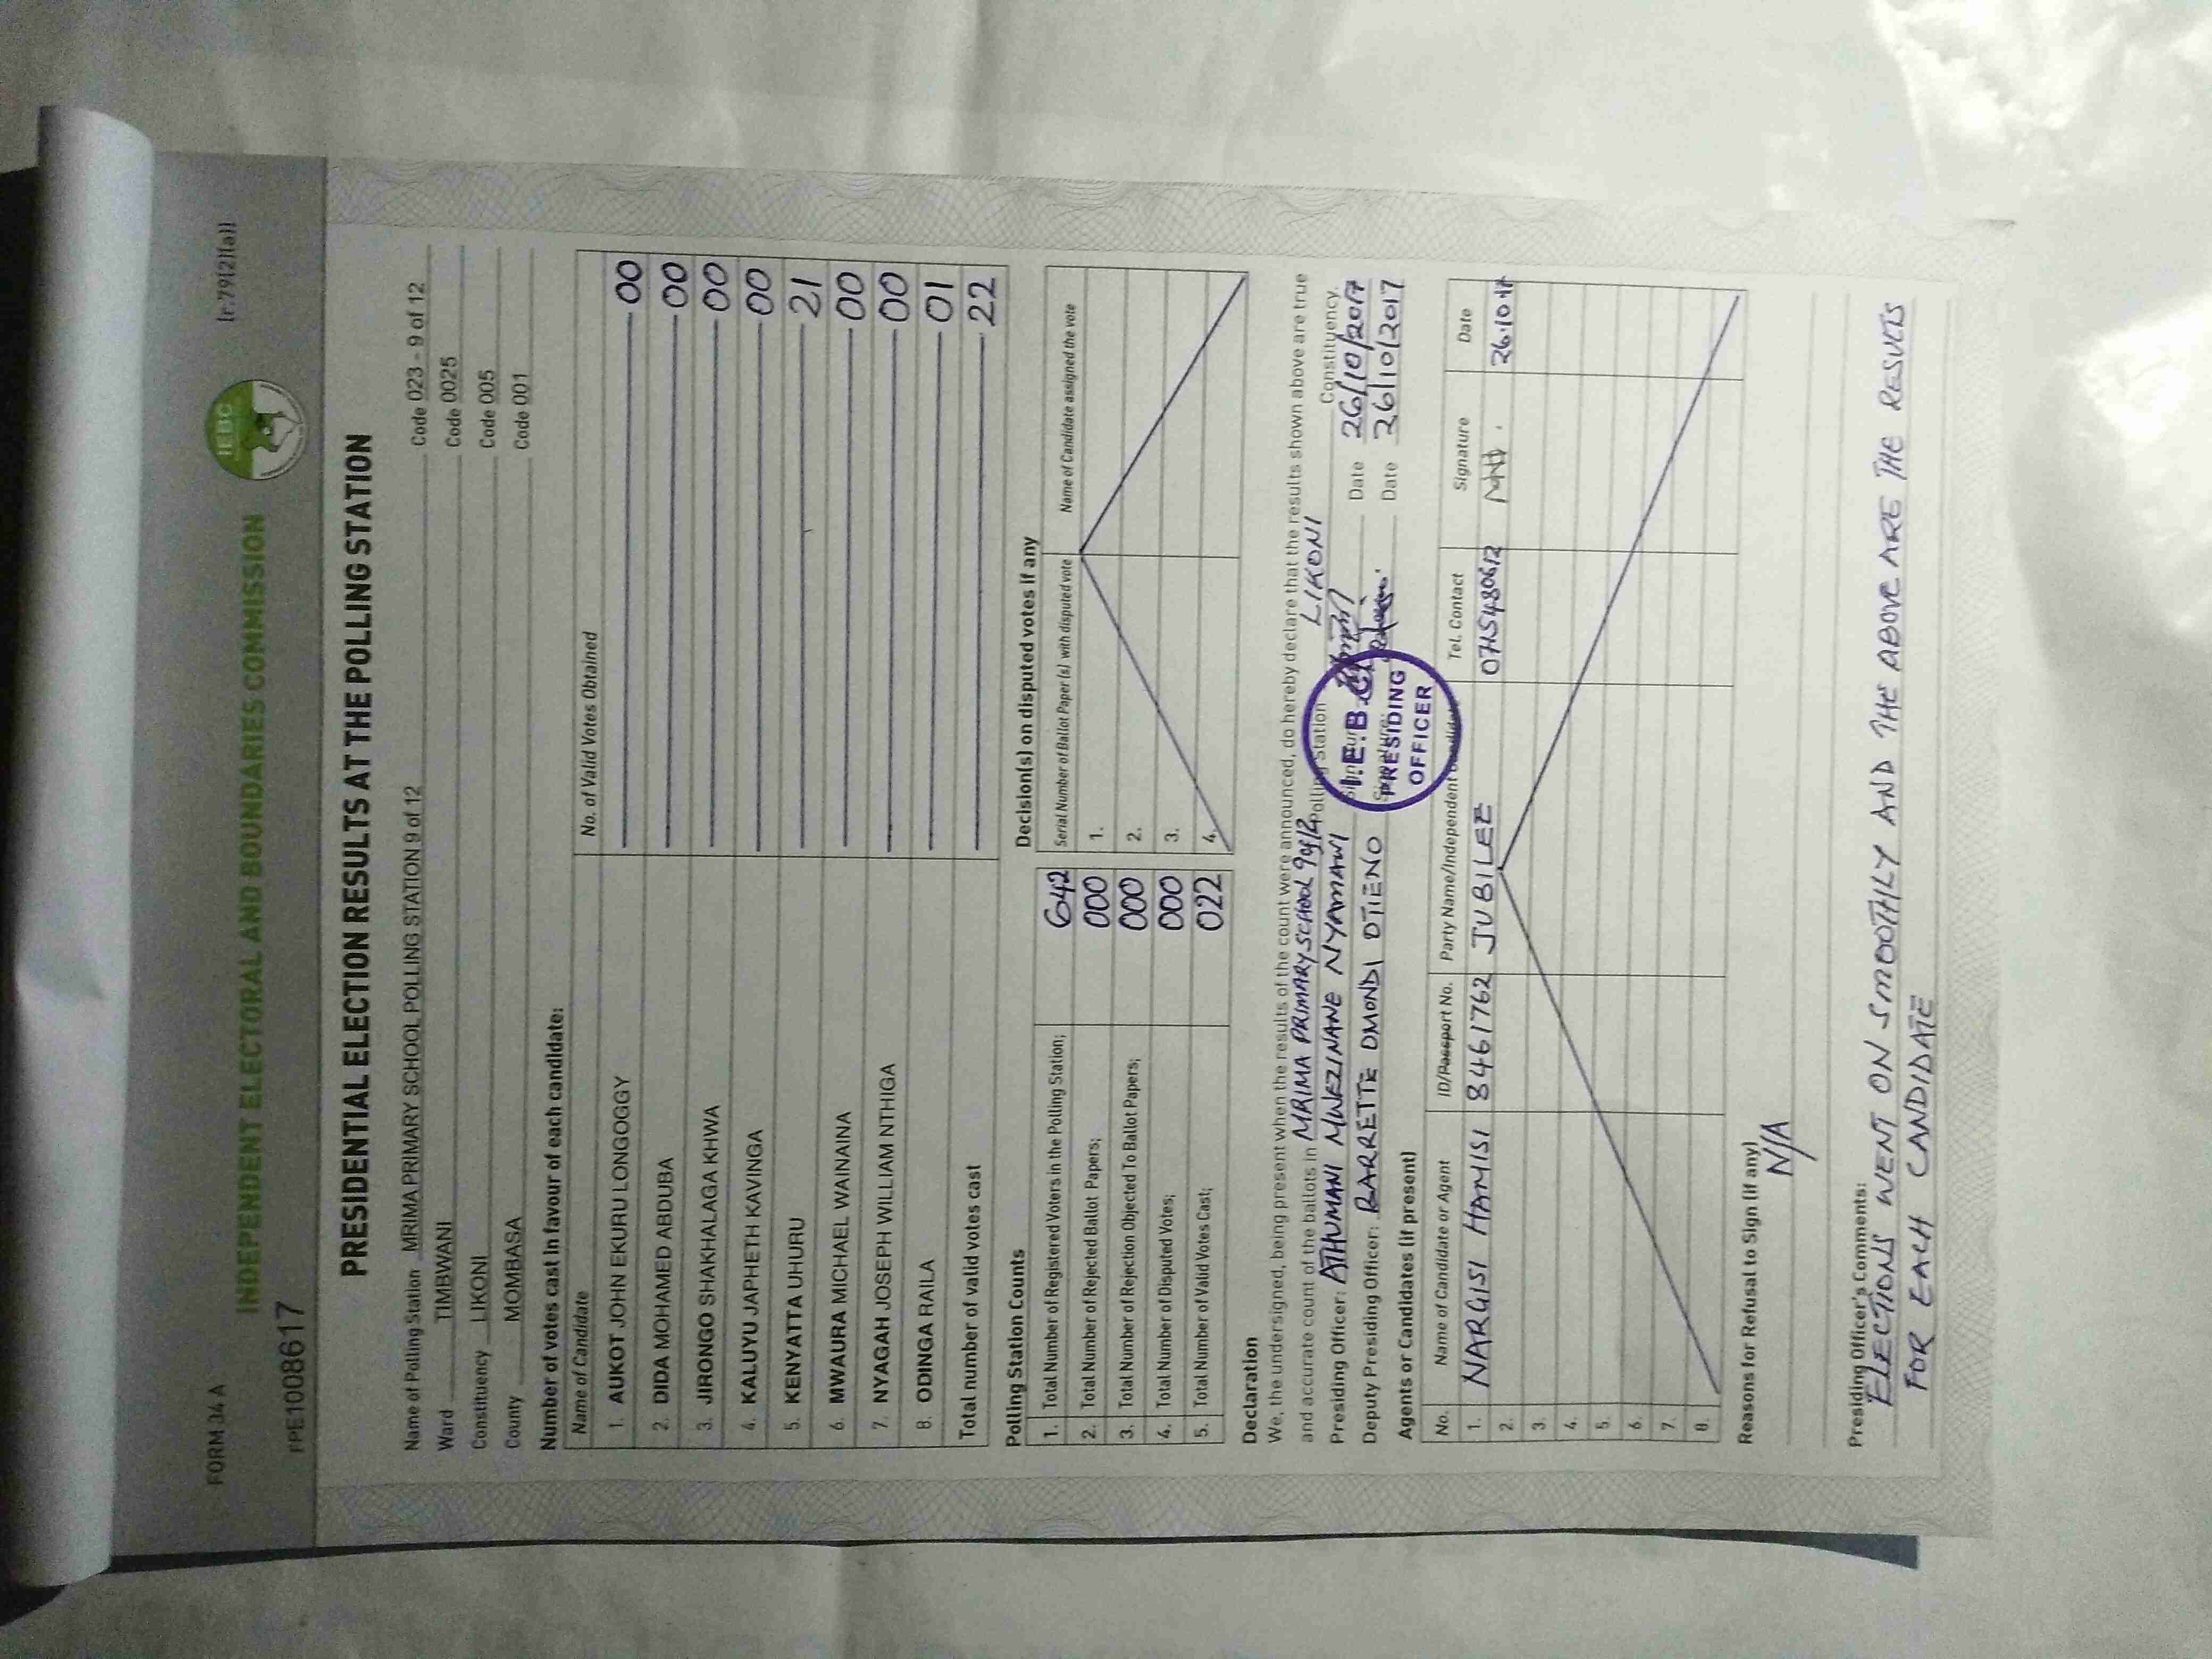 FORM 34 A
(r.79(2)(a))
INDEPENDENT ELECTORAL AND BOUNDARIES COMMISSION
IEBC
PPE1008617
PRESIDENTIAL ELECTION RESULTS AT THE POLLING STATION
Name of Polling Station MRIMA PRIMARY SCHOOL POLLING STATION 9 of 12 Code 023 - 9 of 12
Ward TIMBWANI Code 0025
Constituency LIKONI Code 005
County MOMBASA Code 001
Number of votes cast in favour of each candidate:
Name of Candidate No. of Valid Votes Obtained
1. AUKOT JOHN EKURU LONGOGGY 00
2. DIDA MOHAMED ABDUBA 00
3. JIRONGO SHAKHALAGA KHWA 00
4. KALUYU JAPHETH KAVINGA 00
5. KENYATTA UHURU 21
6. MWAURA MICHAEL WAINAINA 00
7. NYAGAH JOSEPH WILLIAM NTHIGA 00
8. ODINGA RAILA 01
Total number of valid votes cast 22
Polling Station Counts
1. Total Number of Registered Voters in the Polling Station; 642
2. Total Number of Rejected Ballot Papers; 000
3. Total Number of Rejection Objected To Ballot Papers; 000
4. Total Number of Disputed Votes; 000
5. Total Number of Valid Votes Cast; 022
Decision(s) on disputed votes if any
Serial Number of Ballot Paper (s) with disputed vote Name of Candidate assigned the vote
1.
2.
3.
4.
Declaration
We, the undersigned, being present when the results of the count were announced, do hereby declare that the results shown above are true
and accurate count of the ballots in MRIMA PRIMARY SCHOOL 9 of 12 Polling Station LIKONI Constituency.
Presiding Officer: ATHUMANI MWEZINANE NYAMAWI Signature Date 26/10/2017
Deputy Presiding Officer: BARRETTE OMONDI OTIENO Signature: Date 26/10/2017
I.E.B.C
PRESIDING
OFFICER
Agents or Candidates (if present)
No. Name of Candidate or Agent ID/Passport No. Party Name/Independent Candidate Tel. Contact Signature Date
1. NARGISI HAMISI 8461762 JUBILEE 0715480612 26.10.17
2.
3.
4.
5.
6.
7.
8.
Reasons for Refusal to Sign (if any)
N/A
Presiding Officer's Comments:
ELECTIONS WENT ON SMOOTHLY AND THE ABOVE ARE THE RESULTS
FOR EACH CANDIDATE